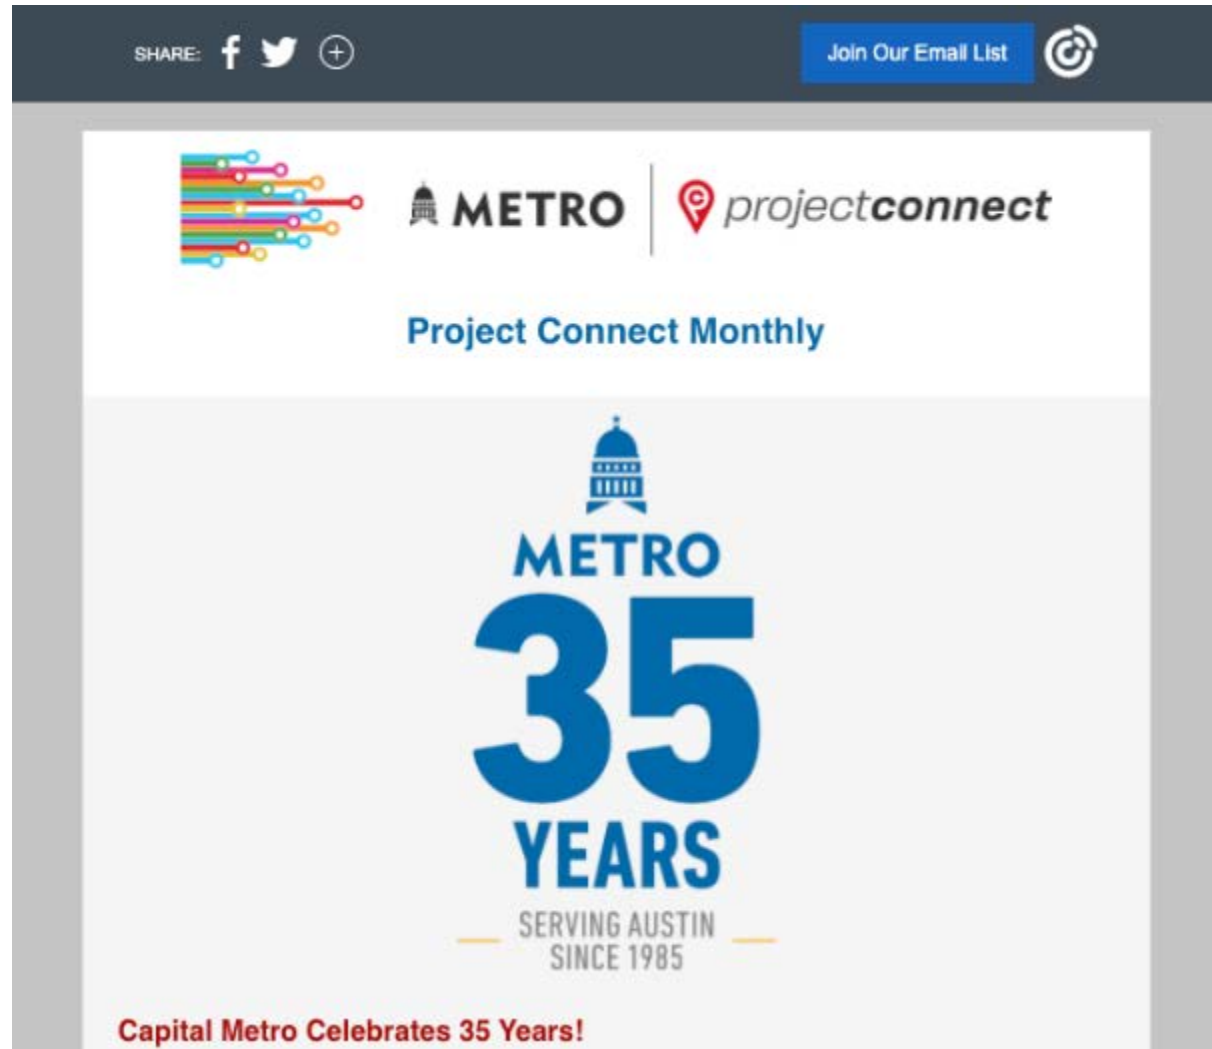 SHARE:
Join Our Email List
METRO
projectconnect
Project Connect Monthly
METRO
35
YEARS
SERVING AUSTIN
SINCE 1985
Capital Metro Celebrates 35 Years!